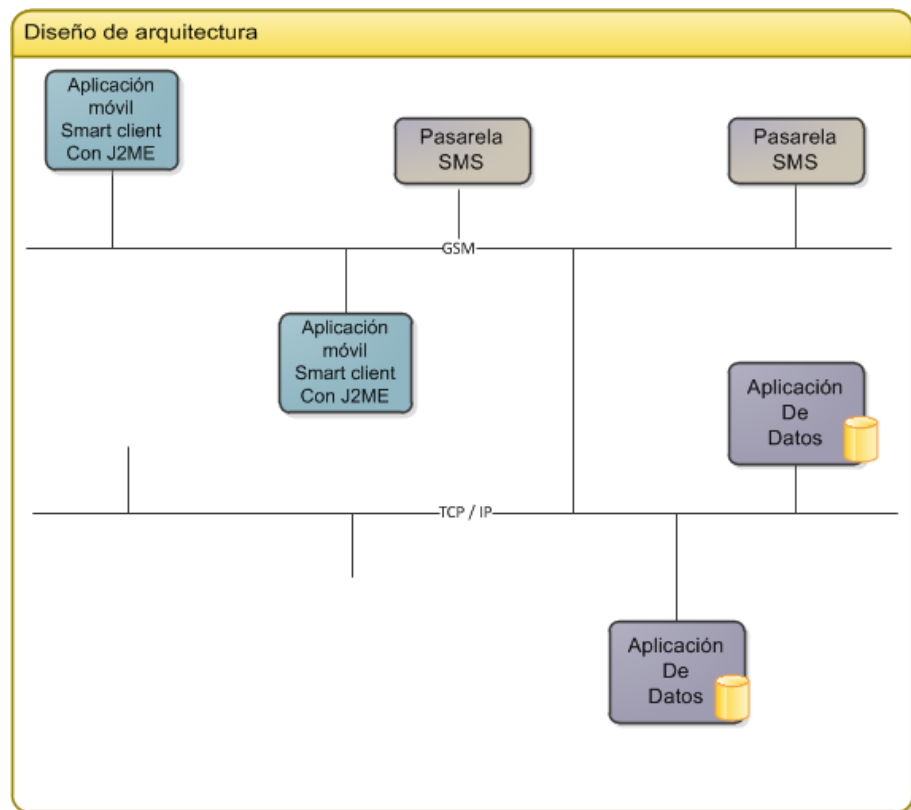 Diseño de arquitectura
Aplicación
móvil
Smart client
Con J2ME
Pasarela
SMS
Pasarela
SMS
GSM
Aplicación
móvil
Smart client
Con J2ME
Aplicación
De
Datos
TCP / IP
Aplicación
De
Datos